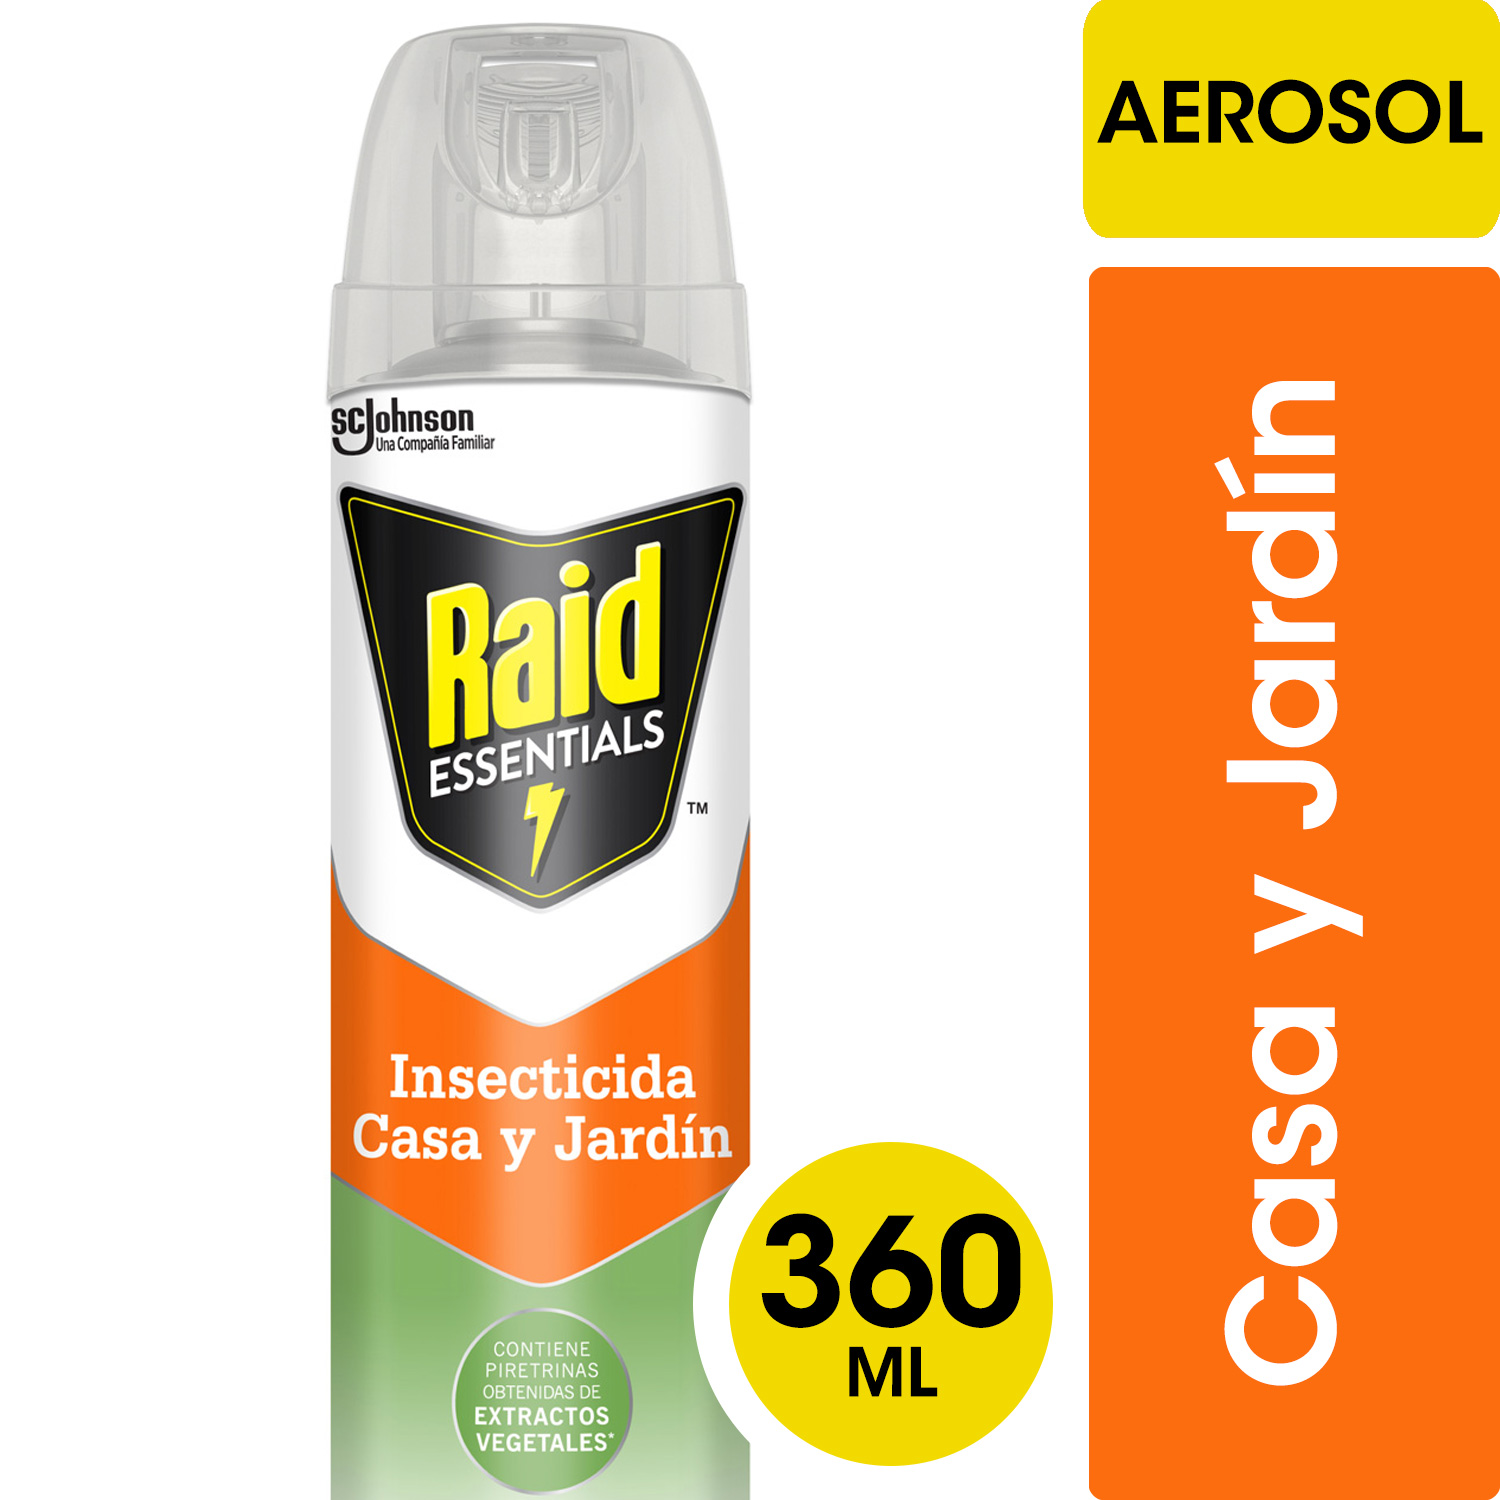 AEROSOL
Casa y Jardín
SCJohnson
Una Compañía Familiar
Raid
ESSENTIALS
TM
Insecticida
Casa y Jardín
360
ML
CONTIENE
PIRETRINAS
OBTENIDAS DE
EXTRACTOS
VEGETALES*